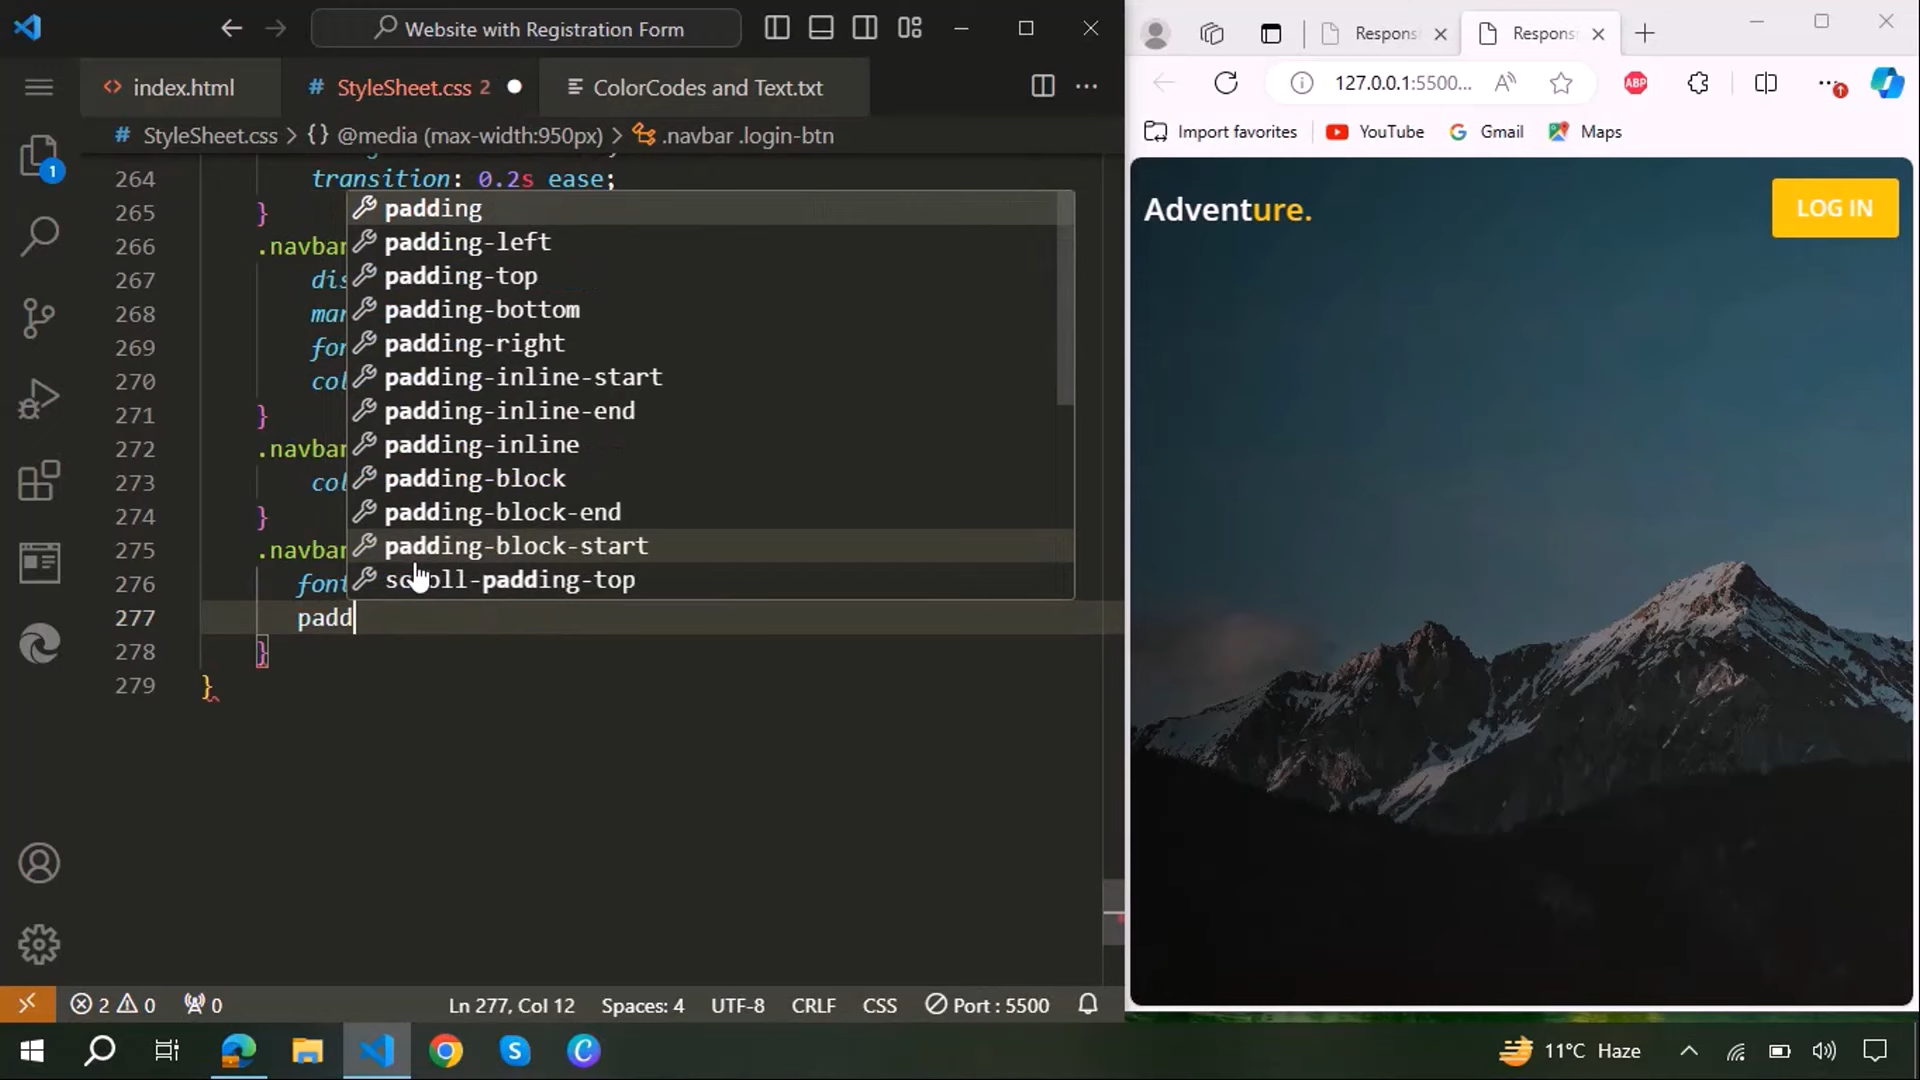 Website with Registration Form
index.html
# StyleSheet.css 2
ColorCodes and Text.txt
# StyleSheet.css > {} @media (max-width:950px) > .navbar .login-btn
264 transition: 0.2s ease;
265 }
266 .navbar
267 dis
268 mar
269 for
270 col
271 }
272 .navbar
273 col
274 }
275 .navbar
276 font
277 padd
278 }
279 }
padding
padding-left
padding-top
padding-bottom
padding-right
padding-inline-start
padding-inline-end
padding-inline
padding-block
padding-block-end
padding-block-start
scroll-padding-top
1
2 0 0 Ln 277, Col 12 Spaces: 4 UTF-8 CRLF CSS Port : 5500
Respons
Respons
127.0.0.1:5500...
A
ABP
Import favorites YouTube Gmail Maps
Adventure.
LOG IN
11°C Haze